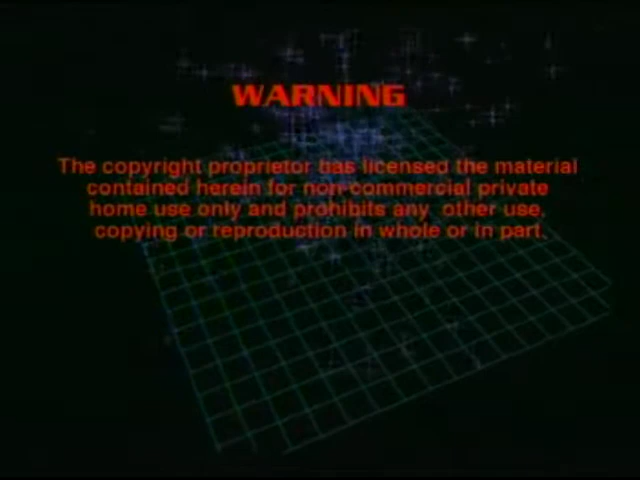 WARNING
The copyright proprietor has licensed the material
contained herein for non-commercial private
home use only and prohibits any other use,
copying or reproduction in whole or in part.